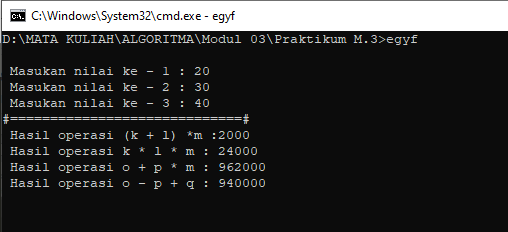 C:\Windows\System32\cmd.exe - egyf
D:\MATA KULIAH\ALGORITMA\Modul 03\Praktikum M.3>egyf
Masukan nilai ke - 1 : 20
Masukan nilai ke - 2 : 30
Masukan nilai ke - 3 : 40
#=============================#
Hasil operasi (k + l) *m :2000
Hasil operasi k * l * m : 24000
Hasil operasi o + p * m : 962000
Hasil operasi o - p + q : 940000